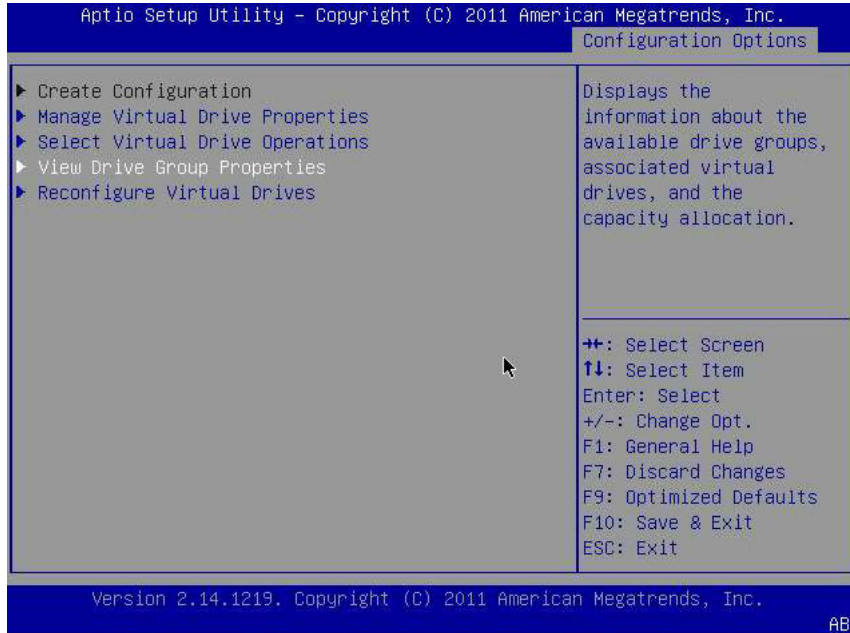 Aptio Setup Utility – Copyright (C) 2011 American Megatrends, Inc.
Configuration Options
Create Configuration
Manage Virtual Drive Properties
Select Virtual Drive Operations
View Drive Group Properties
Reconfigure Virtual Drives
Displays the
information about the
available drive groups,
associated virtual
drives, and the
capacity allocation.
→←: Select Screen
↑↓: Select Item
Enter: Select
+/-: Change Opt.
F1: General Help
F7: Discard Changes
F9: Optimized Defaults
F10: Save & Exit
ESC: Exit
Version 2.14.1219. Copyright (C) 2011 American Megatrends, Inc.
AB